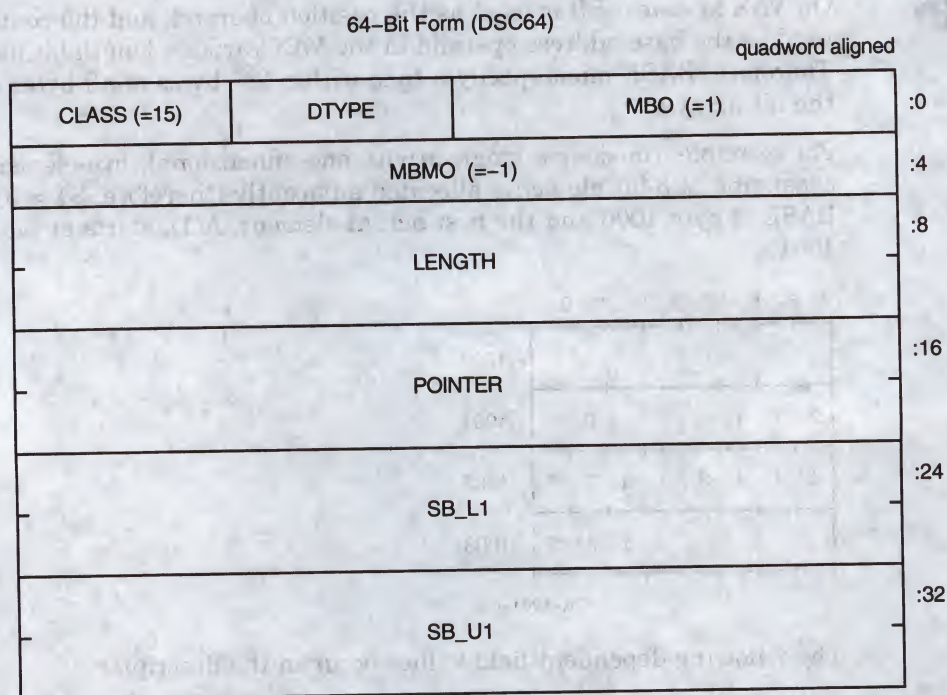 64–Bit Form (DSC64)
quadword aligned
CLASS (=15) DTYPE MBO (=1) :0
MBMO (=–1) :4
:8
LENGTH
:16
POINTER
:24
SB_L1
:32
SB_U1